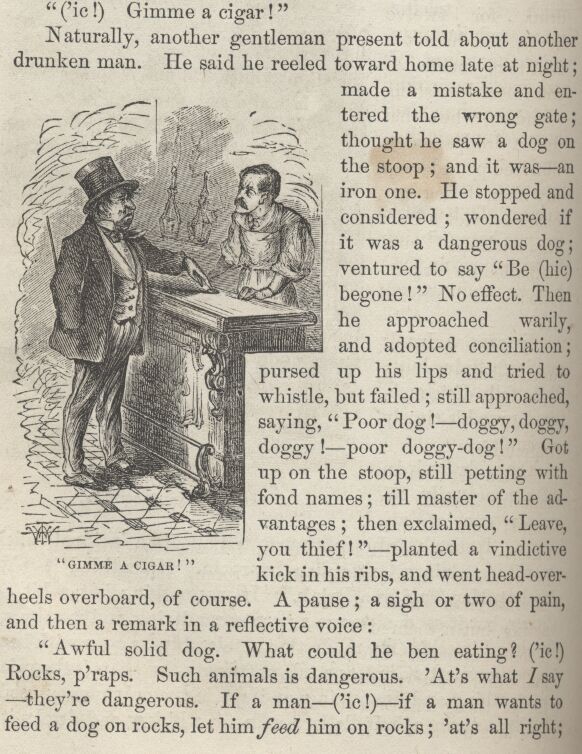 “(’ic!) Gimme a cigar!”
Naturally, another gentleman present told about another
drunken man. He said he reeled toward home late at night;
made a mistake and en-
tered the wrong gate;
thought he saw a dog on
the stoop; and it was—an
iron one. He stopped and
considered; wondered if
it was a dangerous dog;
ventured to say “Be (hic)
begone!” No effect. Then
he approached warily,
and adopted conciliation;
pursed up his lips and tried to
whistle, but failed; still approached,
saying, “Poor dog!—doggy, doggy,
doggy!—poor doggy-dog!” Got
up on the stoop, still petting with
fond names; till master of the ad-
vantages; then exclaimed, “Leave,
you thief!”—planted a vindictive
kick in his ribs, and went head-over-
heels overboard, of course. A pause; a sigh or two of pain,
and then a remark in a reflective voice:
“Awful solid dog. What could he ben eating? (’ic!)
Rocks, p’raps. Such animals is dangerous. ’At’s what I say
—they’re dangerous. If a man—(’ic!)—if a man wants to
feed a dog on rocks, let him feed him on rocks; ’at’s all right;
“GIMME A CIGAR!”